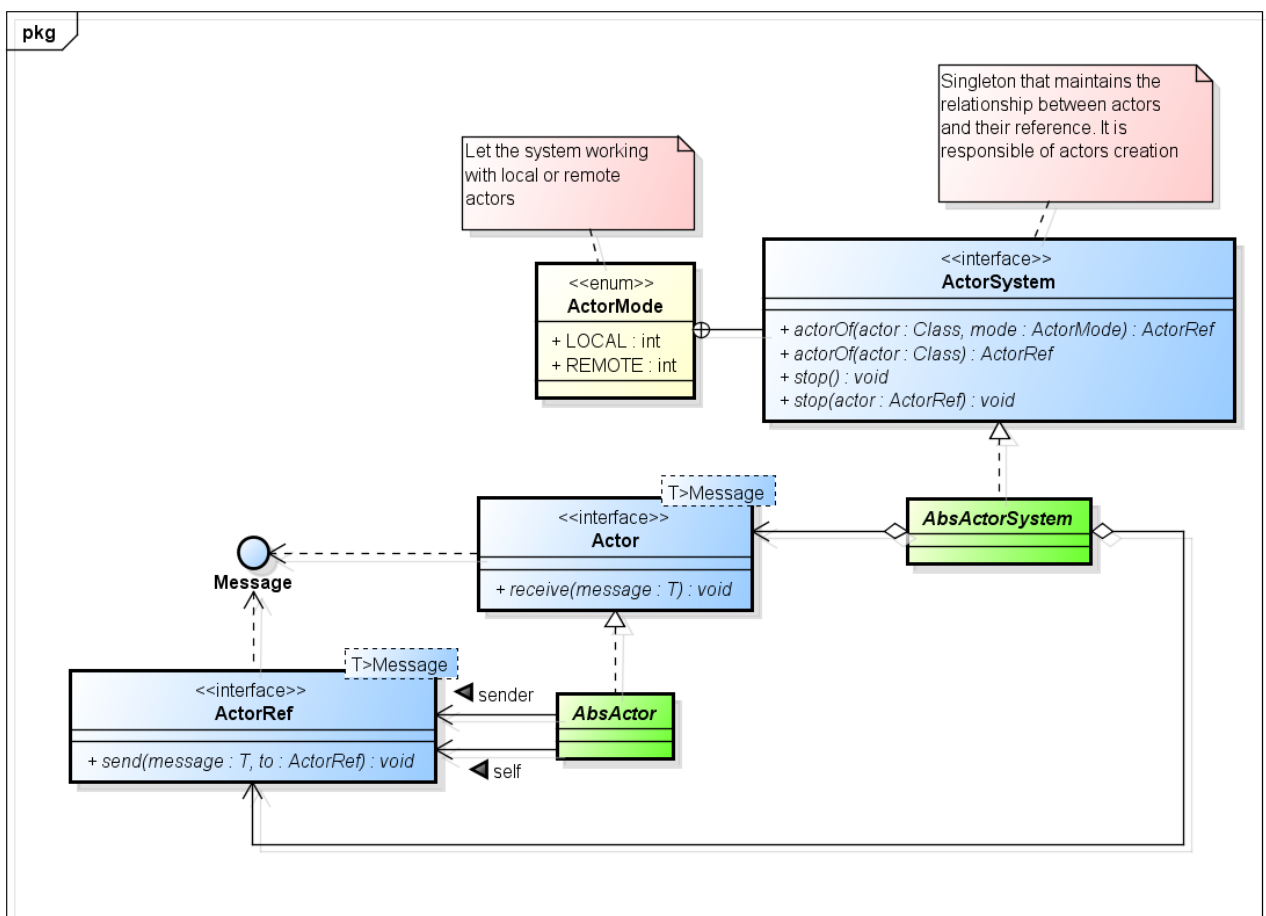 pkg
Singleton that maintains the
relationship between actors
and their reference. It is
responsible of actors creation
Let the system working
with local or remote
actors
<<interface>>
ActorSystem
+ actorOf(actor : Class, mode : ActorMode) : ActorRef
+ actorOf(actor : Class) : ActorRef
+ stop() : void
+ stop(actor : ActorRef) : void
<<enum>>
ActorMode
+ LOCAL : int
+ REMOTE : int
T>Message
<<interface>>
Actor
+ receive(message : T) : void
AbsActorSystem
Message
T>Message
<<interface>>
ActorRef
+ send(message : T, to : ActorRef) : void
sender
AbsActor
self